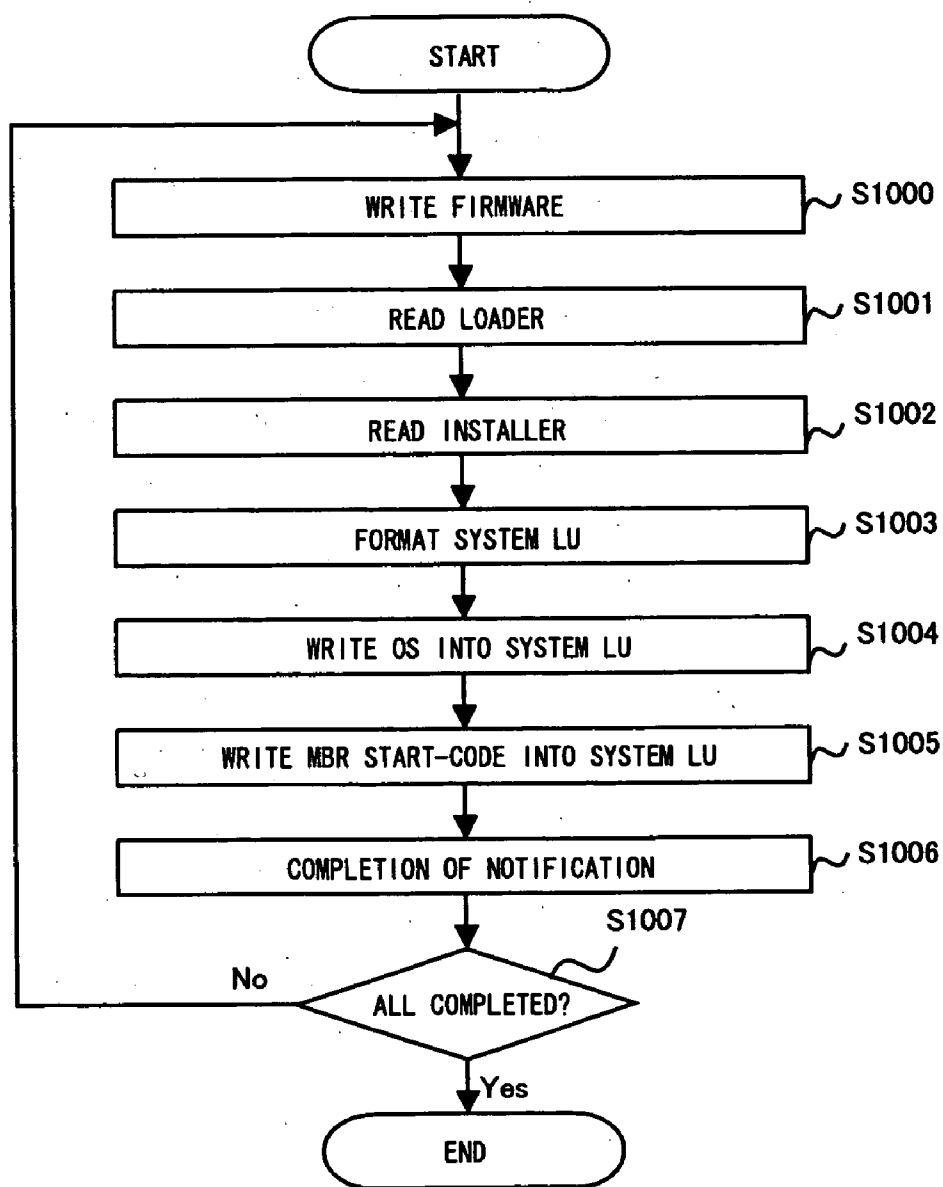 START
WRITE FIRMWARE
S1000
READ LOADER
S1001
READ INSTALLER
S1002
FORMAT SYSTEM LU
S1003
WRITE OS INTO SYSTEM LU
S1004
WRITE MBR START-CODE INTO SYSTEM LU
S1005
COMPLETION OF NOTIFICATION
S1006
S1007
No
ALL COMPLETED?
Yes
END